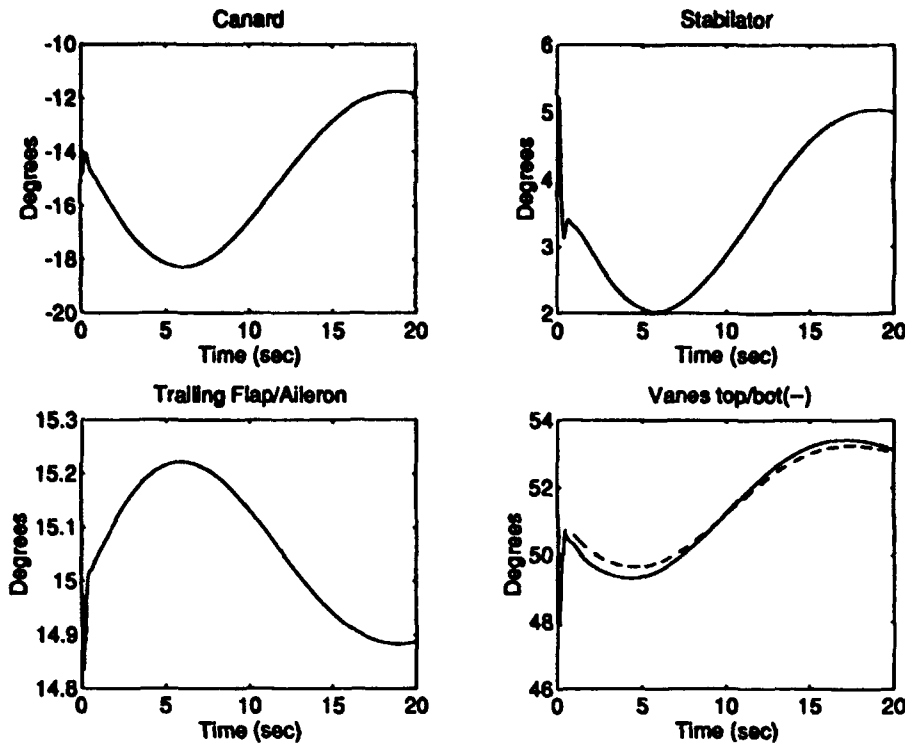 Canard
-10
-12
-14
-16
-18
-20
Degrees
0 5 10 15 20
Time (sec)
Stabilator
6
5
4
3
2
Degrees
0 5 10 15 20
Time (sec)
Trailing Flap/Aileron
15.3
15.2
15.1
15
14.9
14.8
Degrees
0 5 10 15 20
Time (sec)
Vanes top/bot(--)
54
52
50
48
46
Degrees
0 5 10 15 20
Time (sec)